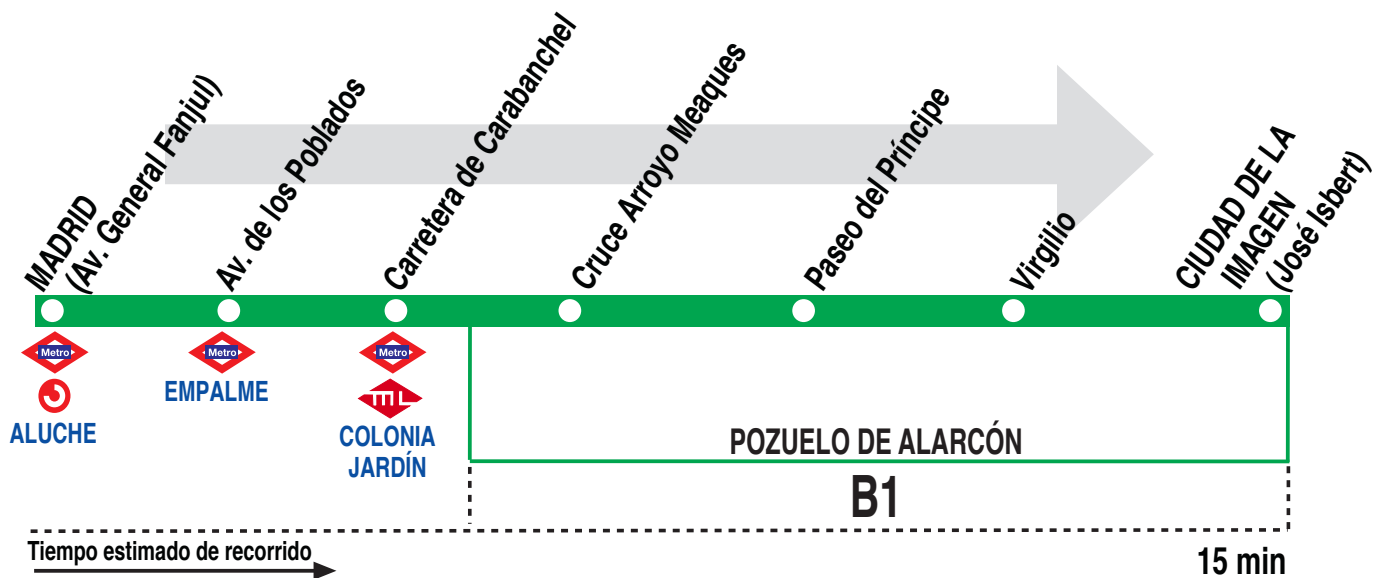 MADRID
(Av. General Fanjul)
Av. de los Poblados
Carretera de Carabanchel
Cruce Arroyo Meaques
Paseo del Príncipe
Virgilio
CIUDAD DE LA
IMAGEN
(José Isbert)
Metro
ALUCHE
Metro
EMPALME
Metro
ML
COLONIA
JARDÍN
POZUELO DE ALARCÓN
B1
Tiempo estimado de recorrido
15 min